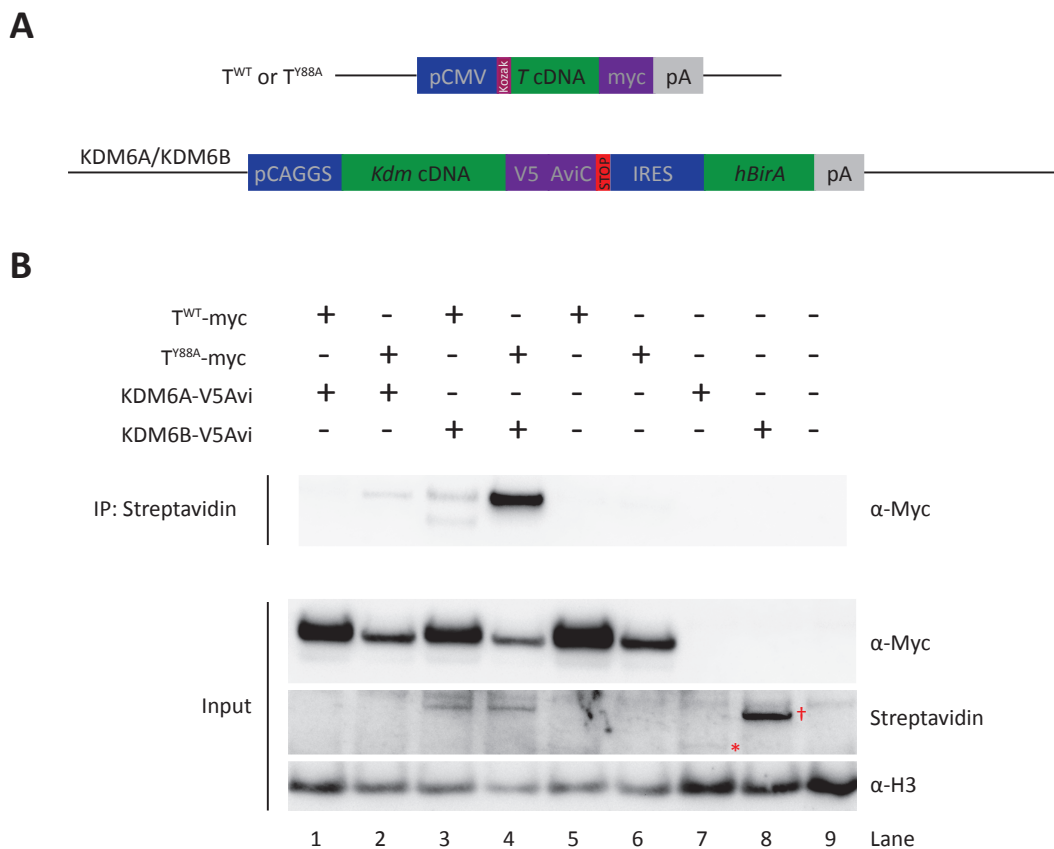 A
T^WT or T^Y88A pCMV Kozak T cDNA myc pA
KDM6A/KDM6B
pCAGGS Kdm cDNA V5 AviC STOP IRES hBirA pA
B
T^WT-myc + - + - + - - - -
T^Y88A-myc - + - + - + - - -
KDM6A-V5Avi + + - - - - + - -
KDM6B-V5Avi - - + + - - - + -
IP: Streptavidin α-Myc
α-Myc
Input
Streptavidin
†
*
α-H3
1 2 3 4 5 6 7 8 9 Lane